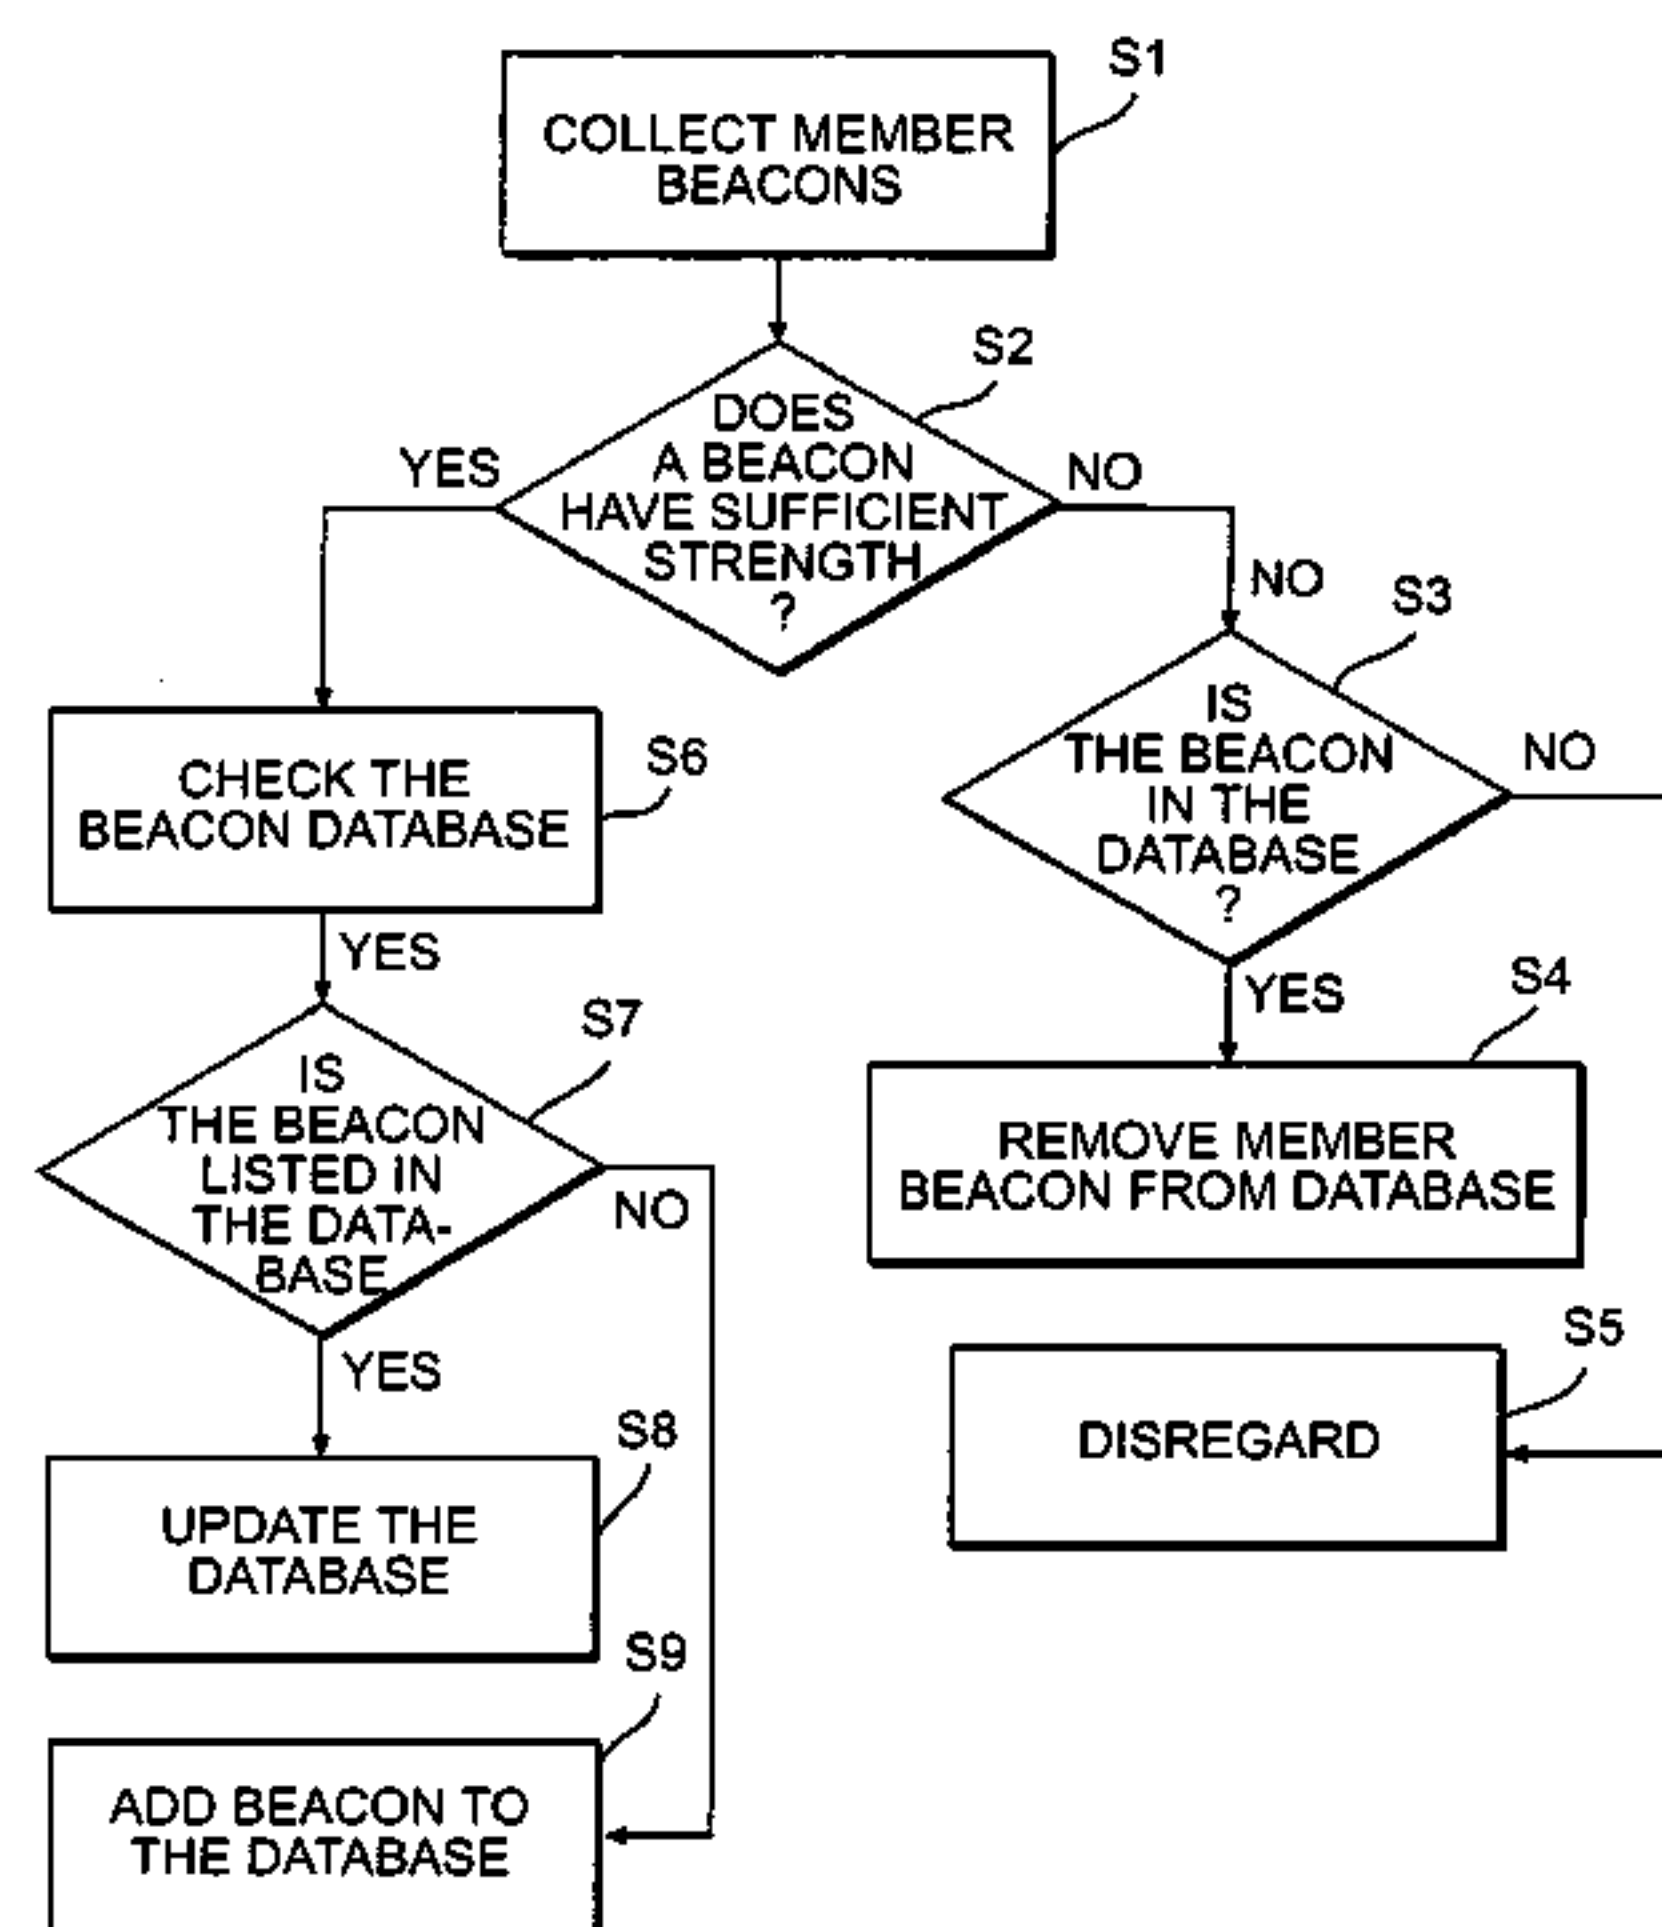 S1
COLLECT MEMBER
BEACONS
S2
DOES
A BEACON
HAVE SUFFICIENT
STRENGTH
?
YES
NO
NO
S3
IS
THE BEACON
IN THE
DATABASE
?
NO
S6
CHECK THE
BEACON DATABASE
YES
YES
S4
REMOVE MEMBER
BEACON FROM DATABASE
S7
IS
THE BEACON
LISTED IN
THE DATA-
BASE
NO
YES
S5
DISREGARD
S8
UPDATE THE
DATABASE
S9
ADD BEACON TO
THE DATABASE